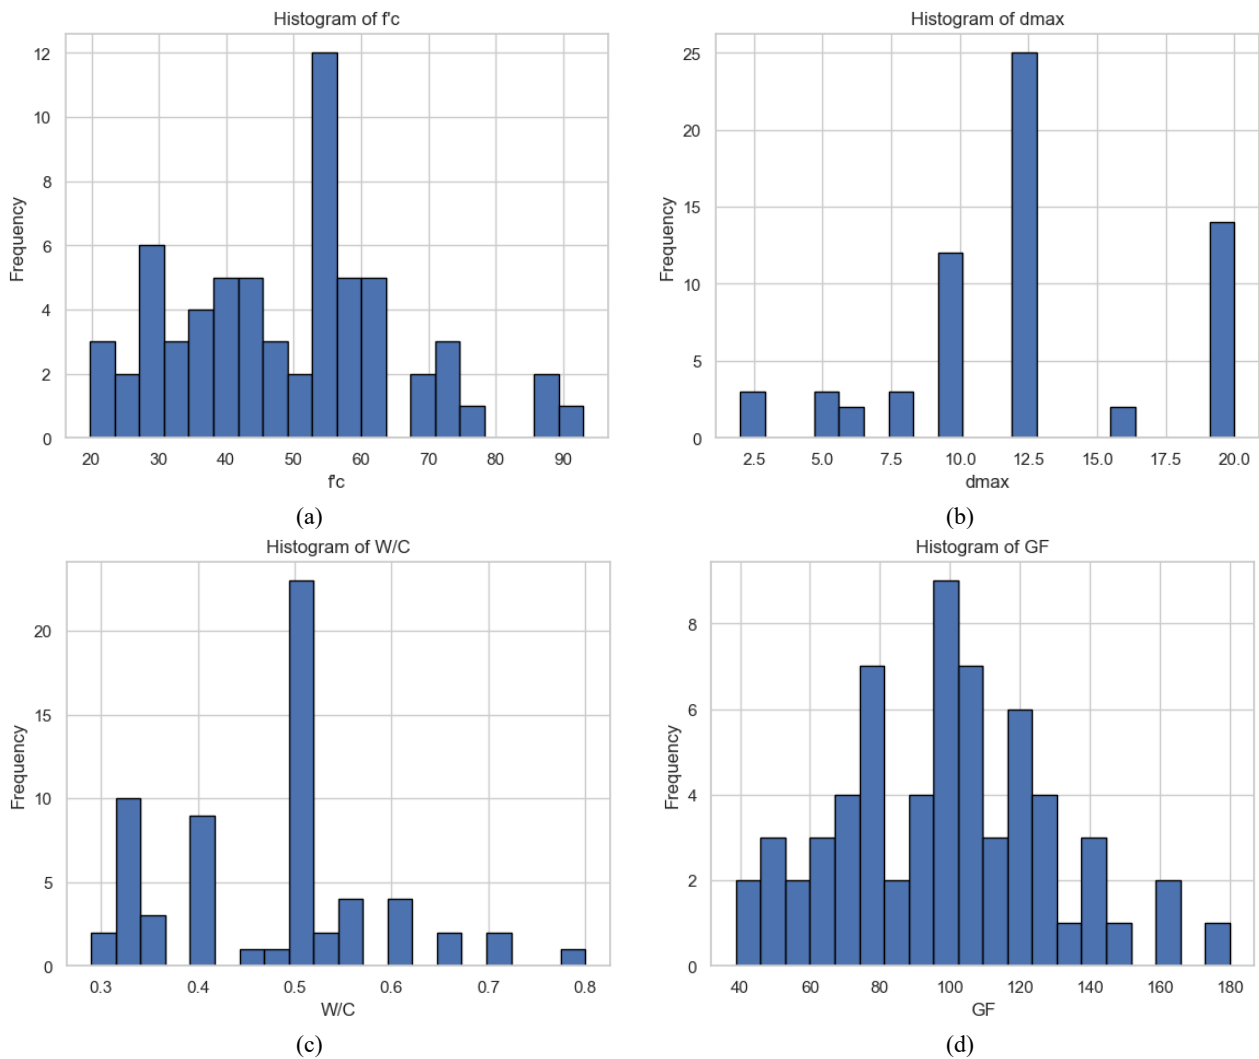 Histogram of f'c
Frequency
12
10
8
6
4
2
0
20 30 40 50 60 70 80 90
f'c
(a)
Histogram of dmax
Frequency
25
20
15
10
5
0
2.5 5.0 7.5 10.0 12.5 15.0 17.5 20.0
dmax
(b)
Histogram of W/C
Frequency
20
15
10
5
0
0.3 0.4 0.5 0.6 0.7 0.8
W/C
(c)
Histogram of GF
Frequency
8
6
4
2
0
40 60 80 100 120 140 160 180
GF
(d)